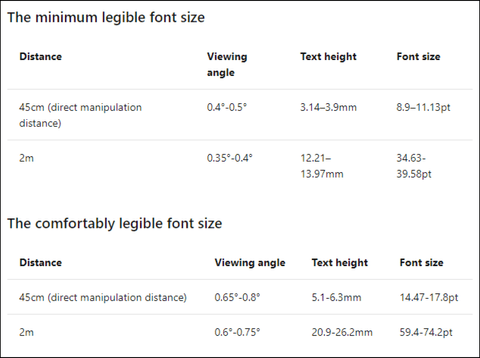 The minimum legible font size
Distance Viewing Text height Font size
angle
45cm (direct manipulation 0.4°-0.5° 3.14–3.9mm 8.9–11.13pt
distance)
2m 0.35°-0.4° 12.21– 34.63-
13.97mm 39.58pt
The comfortably legible font size
Distance Viewing angle Text height Font size
45cm (direct manipulation distance) 0.65°-0.8° 5.1-6.3mm 14.47-17.8pt
2m 0.6°-0.75° 20.9-26.2mm 59.4-74.2pt